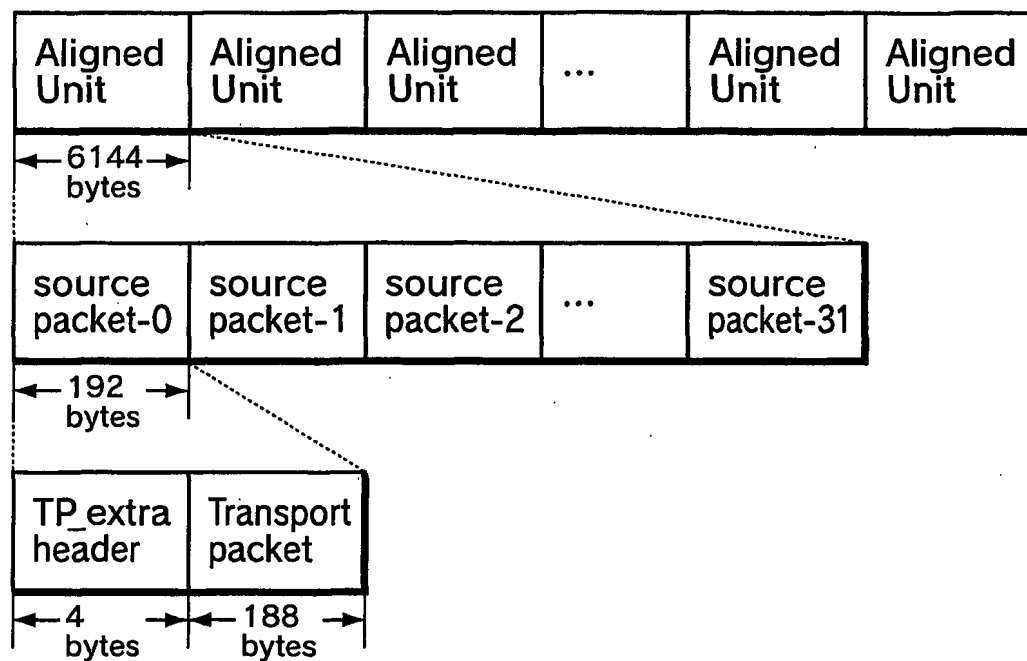 Aligned Aligned Aligned Aligned Aligned
Unit Unit Unit ... Unit Unit
6144
bytes
source source source source
packet-0 packet-1 packet-2 ... packet-31
192
bytes
TP_extra Transport
header packet
4 188
bytes bytes